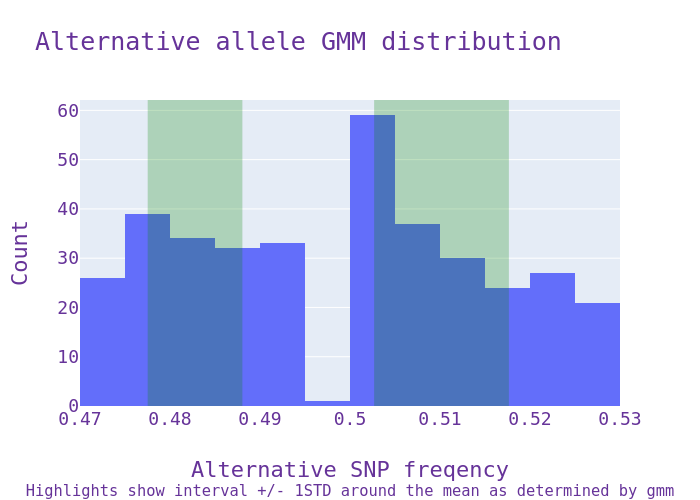 Alternative allele GMM distribution
60
50
40
30
20
10
0
Count
0.47 0.48 0.49 0.5 0.51 0.52 0.53
Alternative SNP freqency
Highlights show interval +/- 1STD around the mean as determined by gmm